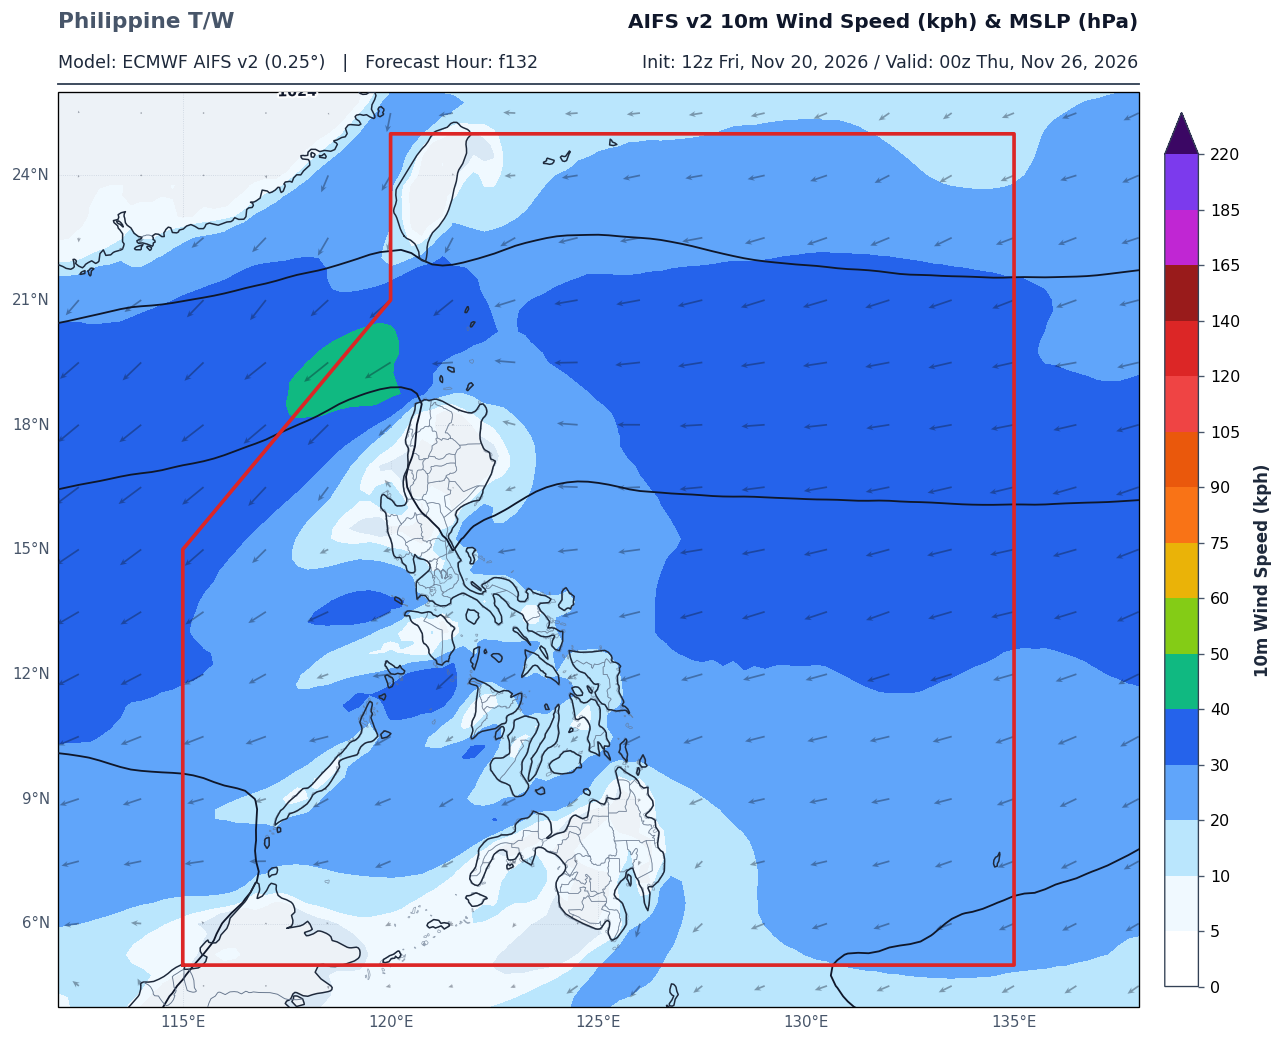 Philippine T/W
AIFS v2 10m Wind Speed (kph) & MSLP (hPa)
Model: ECMWF AIFS v2 (0.25°) | Forecast Hour: f132
Init: 12z Fri, Nov 20, 2026 / Valid: 00z Thu, Nov 26, 2026
1024
24°N
21°N
18°N
15°N
12°N
9°N
6°N
115°E
120°E
125°E
130°E
135°E
220
185
165
140
120
105
90
75
60
50
40
30
20
10
5
0
10m Wind Speed (kph)